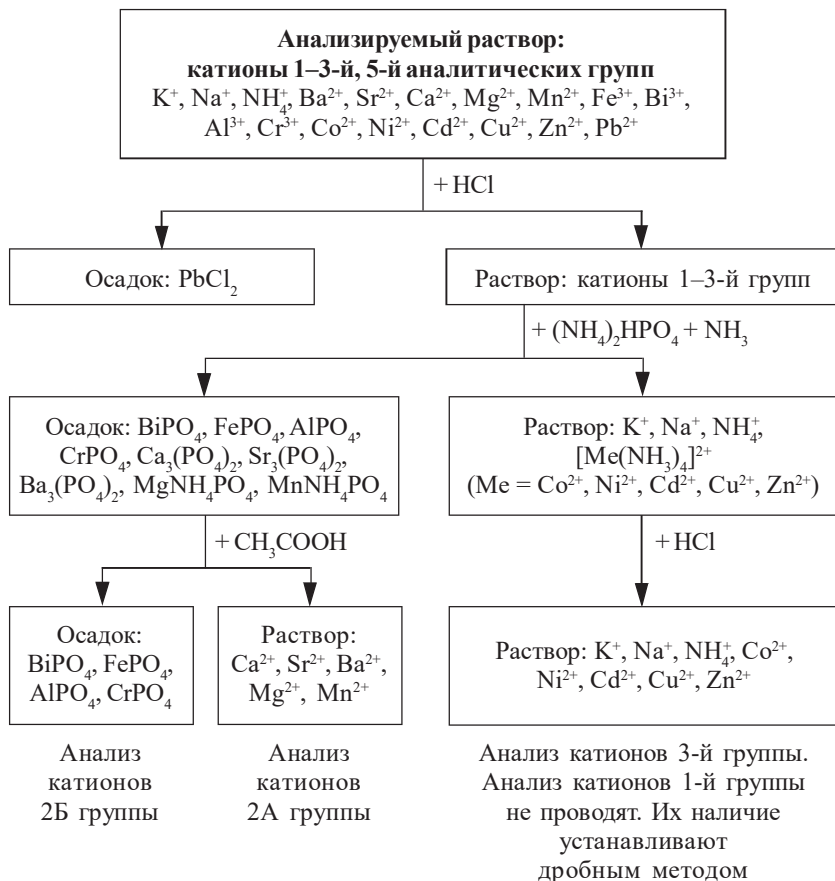 Анализируемый раствор:
катионы 1–3-й, 5-й аналитических групп
K⁺, Na⁺, NH₄⁺, Ba²⁺, Sr²⁺, Ca²⁺, Mg²⁺, Mn²⁺, Fe³⁺, Bi³⁺,
Al³⁺, Cr³⁺, Co²⁺, Ni²⁺, Cd²⁺, Cu²⁺, Zn²⁺, Pb²⁺
+ HCl
Осадок: PbCl₂
Раствор: катионы 1–3-й групп
+ (NH₄)₂HPO₄ + NH₃
Осадок: BiPO₄, FePO₄, AlPO₄,
CrPO₄, Ca₃(PO₄)₂, Sr₃(PO₄)₂,
Ba₃(PO₄)₂, MgNH₄PO₄, MnNH₄PO₄
Раствор: K⁺, Na⁺, NH₄⁺,
[Me(NH₃)₄]²⁺
(Me = Co²⁺, Ni²⁺, Cd²⁺, Cu²⁺, Zn²⁺)
+ CH₃COOH
+ HCl
Осадок:
BiPO₄, FePO₄,
AlPO₄, CrPO₄
Раствор:
Ca²⁺, Sr²⁺, Ba²⁺,
Mg²⁺, Mn²⁺
Раствор: K⁺, Na⁺, NH₄⁺, Co²⁺,
Ni²⁺, Cd²⁺, Cu²⁺, Zn²⁺
Анализ
катионов
2Б группы
Анализ
катионов
2А группы
Анализ катионов 3-й группы.
Анализ катионов 1-й группы
не проводят. Их наличие
устанавливают
дробным методом